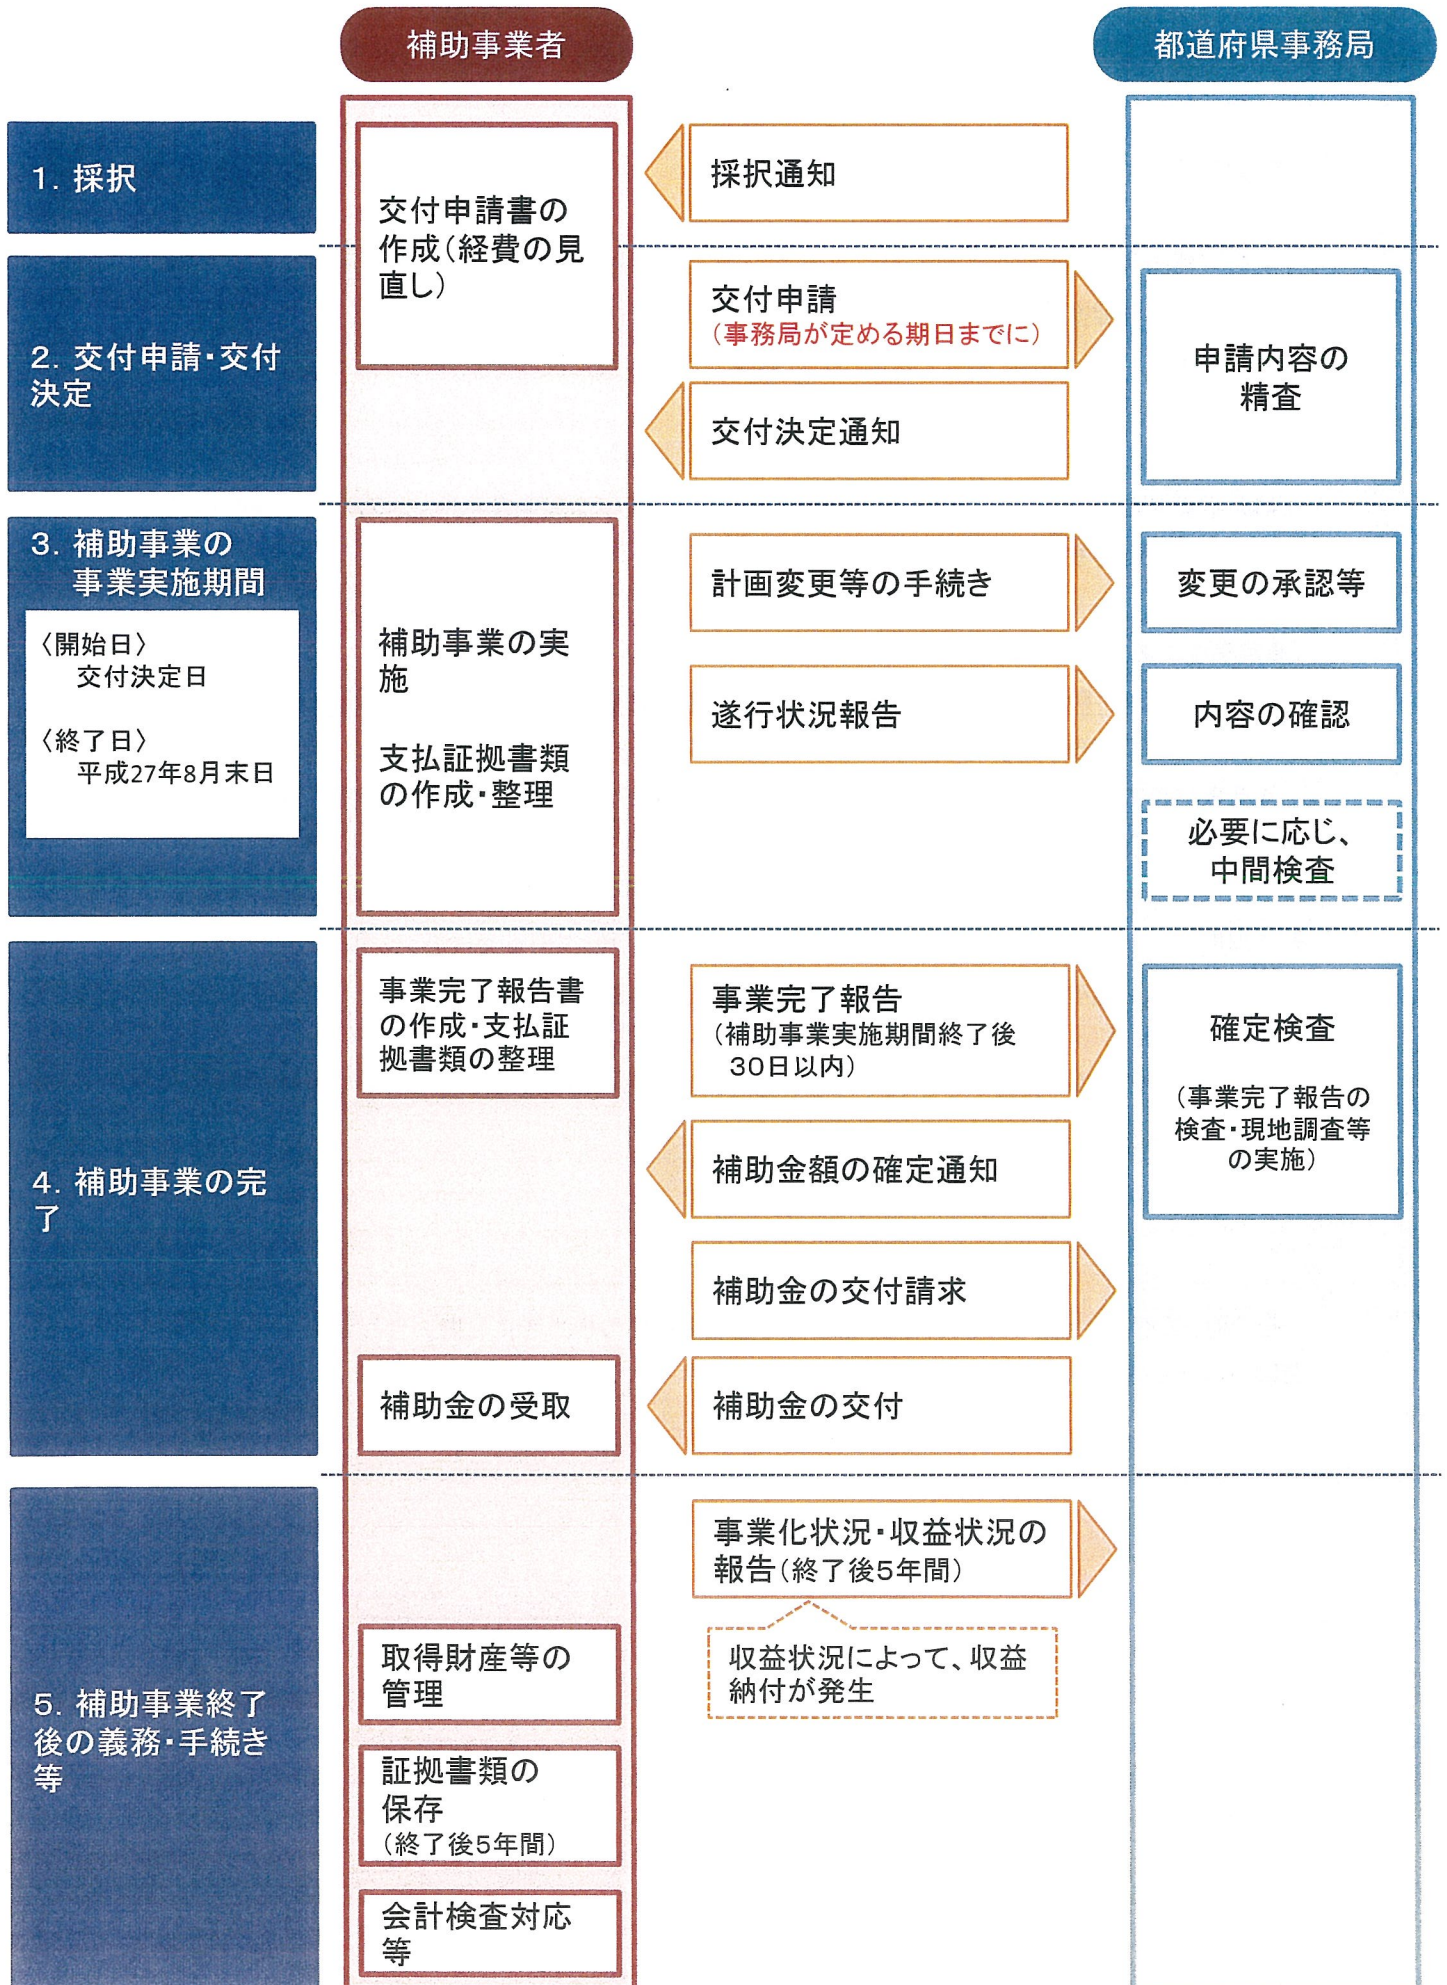 補助事業者
都道府県事務局
1. 採択
交付申請書の
作成(経費の見
直し)
採択通知
2. 交付申請・交付
決定
交付申請
(事務局が定める期日までに)
交付決定通知
申請内容の
精査
3. 補助事業の
事業実施期間
〈開始日〉
交付決定日
〈終了日〉
平成27年8月末日
補助事業の実
施
支払証拠書類
の作成・整理
計画変更等の手続き
変更の承認等
遂行状況報告
内容の確認
必要に応じ、
中間検査
4. 補助事業の完
了
事業完了報告書
の作成・支払証
拠書類の整理
事業完了報告
(補助事業実施期間終了後
30日以内)
確定検査
(事業完了報告の
検査・現地調査等
の実施)
補助金額の確定通知
補助金の交付請求
補助金の受取
補助金の交付
5. 補助事業終了
後の義務・手続き
等
事業化状況・収益状況の
報告(終了後5年間)
収益状況によって、収益
納付が発生
取得財産等の
管理
証拠書類の
保存
(終了後5年間)
会計検査対応
等